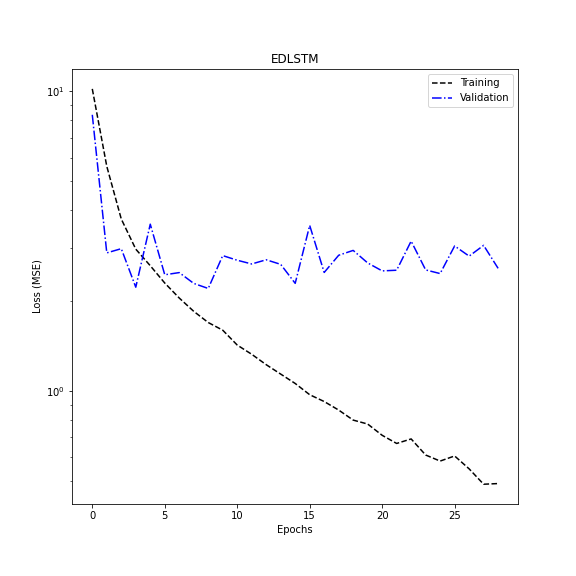 EDLSTM
Training
Validation
10¹
10⁰
Loss (MSE)
0 5 10 15 20 25
Epochs